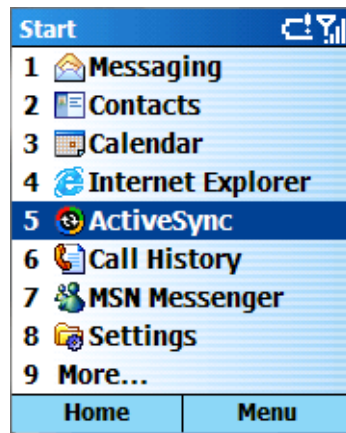 Start
1 Messaging
2 Contacts
3 Calendar
4 Internet Explorer
5 ActiveSync
6 Call History
7 MSN Messenger
8 Settings
9 More...
Home Menu